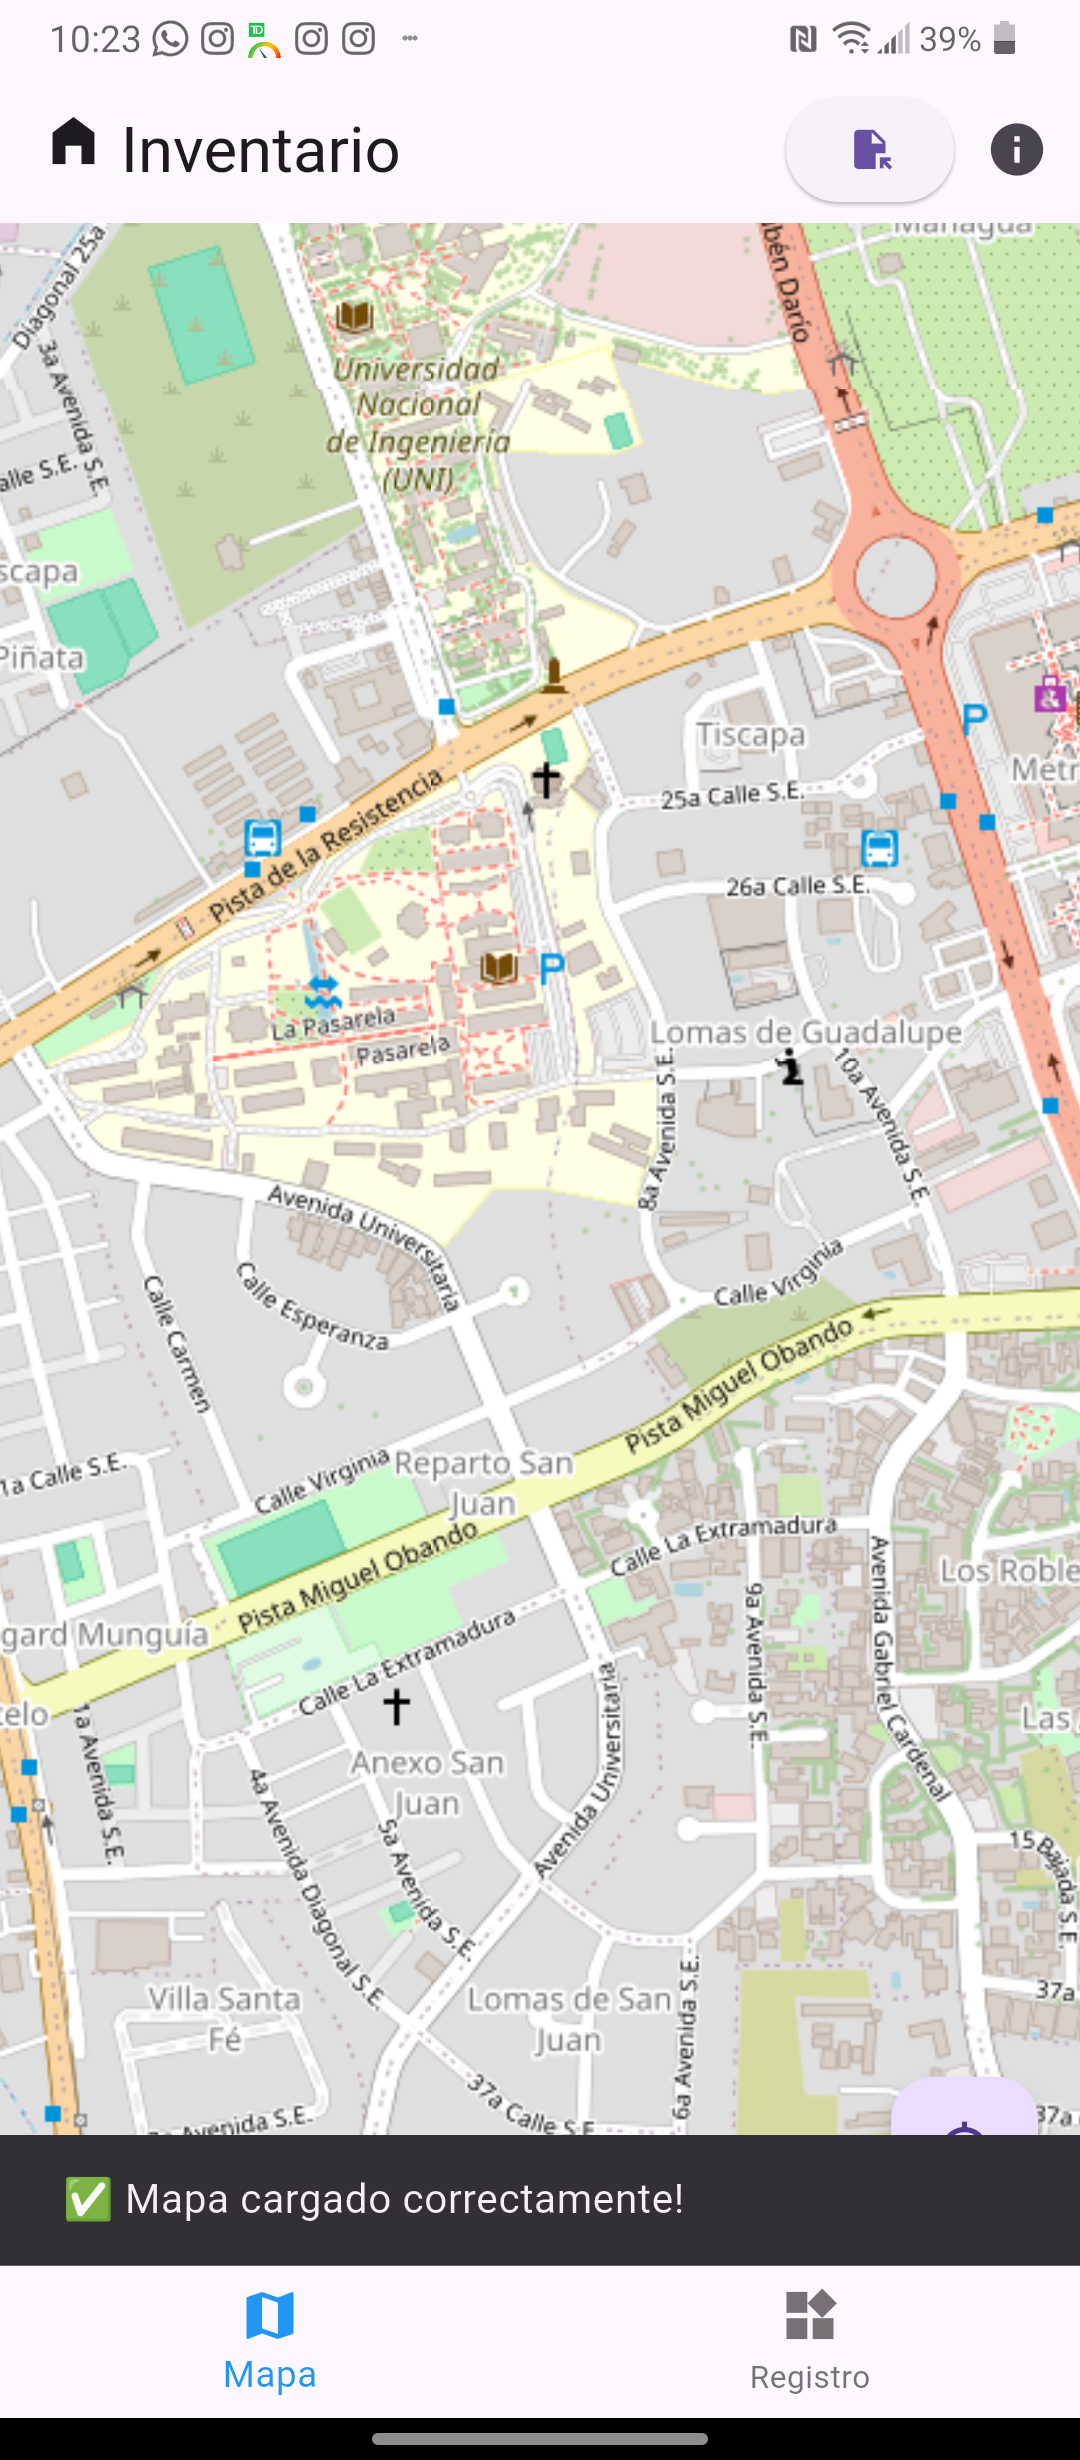 10:23
39%
Inventario
Managua
Diagonal 25a
bén Darío
3a Avenida S.E.
Universidad
Nacional
de Ingeniería
(UNI)
alle S.E.
scapa
Piñata
P
Tiscapa
Metr
25a Calle S.E.
Pista de la Resistencia
26a Calle S.E.
P
La Pasarela
Pasarela
Lomas de Guadalupe
8a Avenida S.E.
10a Avenida S.E.
Avenida Universitaria
Calle Virginia
Calle Esperanza
Calle Carmen
Pista Miguel Obando
1a Calle S.E.
Calle Virginia
Reparto San
Juan
Pista Miguel Obando
Calle La Extramadura
Los Roble
gard Munguía
Calle La Extramadura
9a Avenida S.E.
Avenida Gabriel Cardenal
telo
1a Avenida S.E.
Las
Anexo San
Juan
Avenida Universitaria
4a Avenida Diagonal S.E.
5a Avenida S.E.
15 Bajada S.E.
Villa Santa
Fé
Lomas de San
Juan
6a Avenida S.E.
37a
37a Calle S.E.
Avenida S.E.
37a
✅ Mapa cargado correctamente!
Mapa
Registro